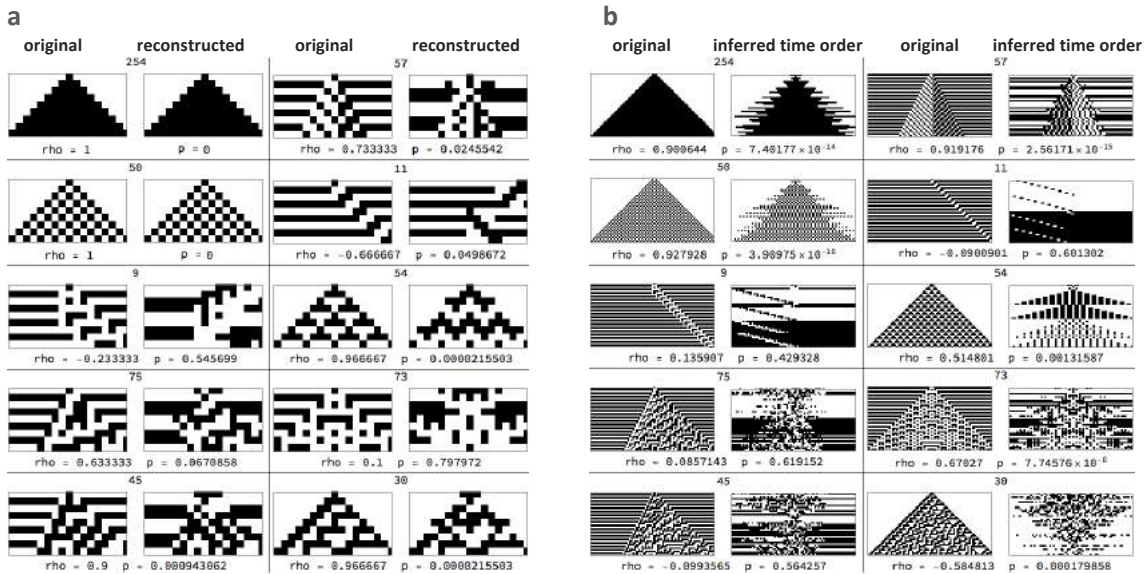 a
original reconstructed original reconstructed
254 57
rho = 1 p = 0 rho = 0.733333 p = 0.0245542
50 11
rho = 1 p = 0 rho = -0.666667 p = 0.0498672
9 54
rho = -0.233333 p = 0.545699 rho = 0.966667 p = 0.0000215503
75 73
rho = 0.633333 p = 0.0670858 rho = 0.1 p = 0.797972
45 30
rho = 0.9 p = 0.000943062 rho = 0.966667 p = 0.0000215503
b
original inferred time order original inferred time order
254 57
rho = 0.900644 p = 7.40177×10⁻¹⁴ rho = 0.919176 p = 2.56171×10⁻¹⁵
50 11
rho = 0.927928 p = 3.90975×10⁻¹⁶ rho = -0.0900901 p = 0.601302
9 54
rho = 0.135907 p = 0.429328 rho = 0.514801 p = 0.00131587
75 73
rho = 0.0857143 p = 0.619152 rho = 0.67027 p = 7.74576×10⁻⁶
45 30
rho = -0.0993565 p = 0.564257 rho = -0.584813 p = 0.000179858